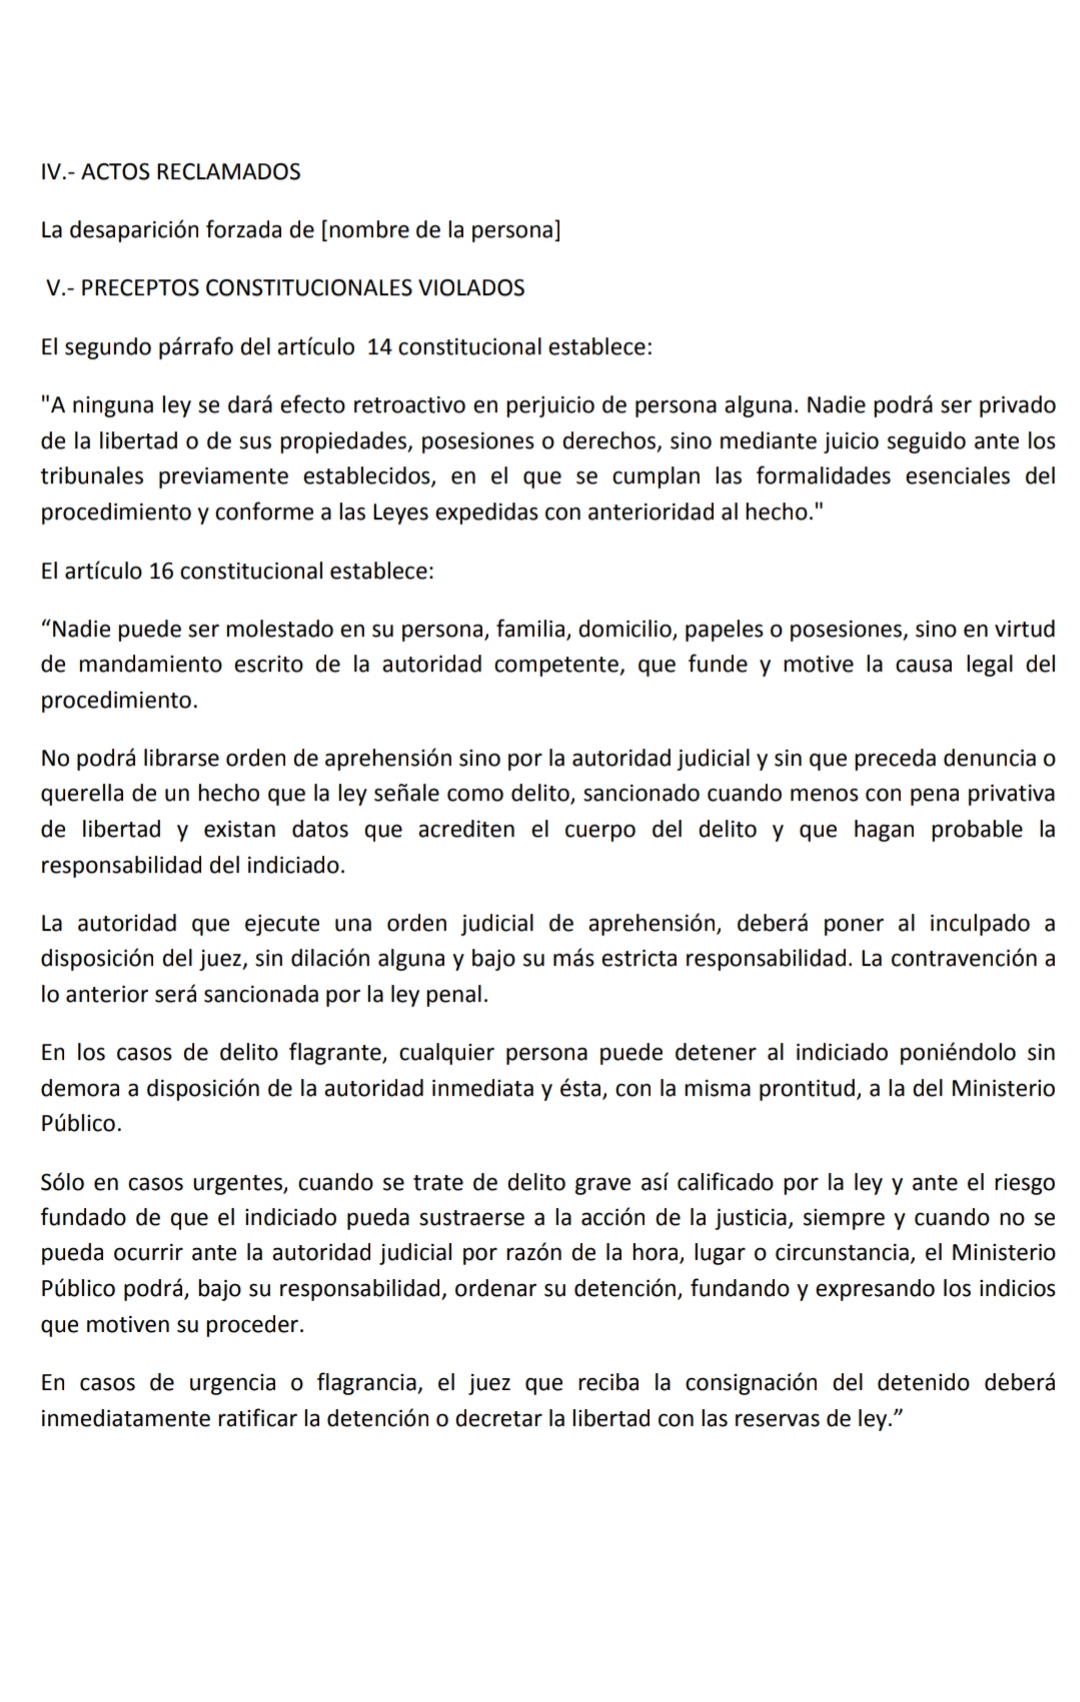 IV.- ACTOS RECLAMADOS
La desaparición forzada de [nombre de la persona]
V.- PRECEPTOS CONSTITUCIONALES VIOLADOS
El segundo párrafo del artículo  14 constitucional establece:
"A ninguna ley se dará efecto retroactivo en perjuicio de persona alguna. Nadie podrá ser privado
de la libertad o de sus propiedades, posesiones o derechos, sino mediante juicio seguido ante los
tribunales previamente establecidos, en el que se cumplan las formalidades esenciales del
procedimiento y conforme a las Leyes expedidas con anterioridad al hecho."
El artículo 16 constitucional establece:
“Nadie puede ser molestado en su persona, familia, domicilio, papeles o posesiones, sino en virtud
de mandamiento escrito de la autoridad competente, que funde y motive la causa legal del
procedimiento.
No podrá librarse orden de aprehensión sino por la autoridad judicial y sin que preceda denuncia o
querella de un hecho que la ley señale como delito, sancionado cuando menos con pena privativa
de libertad y existan datos que acrediten el cuerpo del delito y que hagan probable la
responsabilidad del indiciado.
La autoridad que ejecute una orden judicial de aprehensión, deberá poner al inculpado a
disposición del juez, sin dilación alguna y bajo su más estricta responsabilidad. La contravención a
lo anterior será sancionada por la ley penal.
En los casos de delito flagrante, cualquier persona puede detener al indiciado poniéndolo sin
demora a disposición de la autoridad inmediata y ésta, con la misma prontitud, a la del Ministerio
Público.
Sólo en casos urgentes, cuando se trate de delito grave así calificado por la ley y ante el riesgo
fundado de que el indiciado pueda sustraerse a la acción de la justicia, siempre y cuando no se
pueda ocurrir ante la autoridad judicial por razón de la hora, lugar o circunstancia, el Ministerio
Público podrá, bajo su responsabilidad, ordenar su detención, fundando y expresando los indicios
que motiven su proceder.
En casos de urgencia o flagrancia, el juez que reciba la consignación del detenido deberá
inmediatamente ratificar la detención o decretar la libertad con las reservas de ley.”